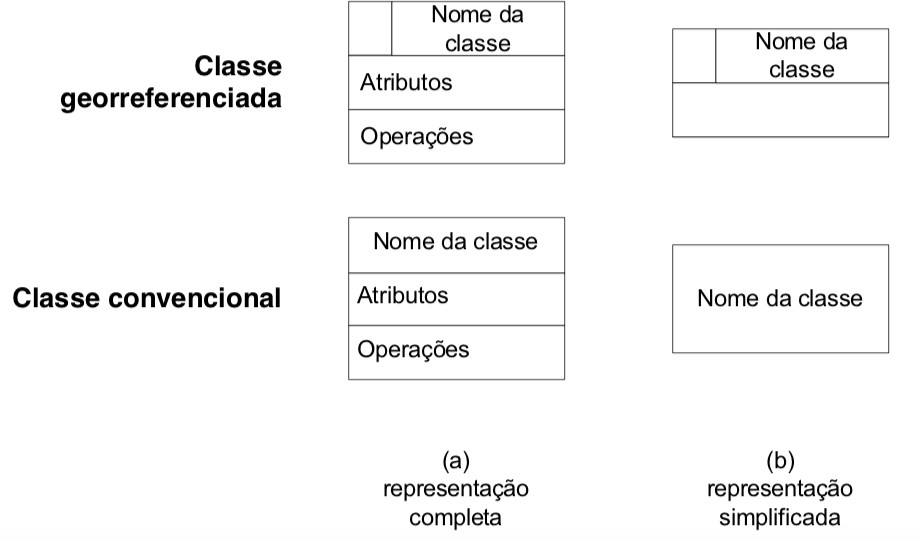 Classe
georreferenciada
Nome da
classe
Atributos
Operações
Nome da
classe
Classe convencional
Nome da classe
Atributos
Operações
Nome da classe
(a)
representação
completa
(b)
representação
simplificada